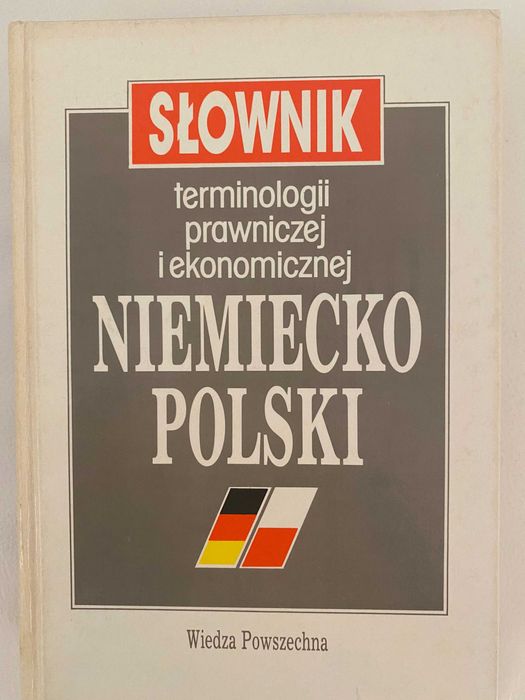 SŁOWNIK
terminologii
prawniczej
i ekonomicznej
NIEMIECKO
POLSKI
Wiedza Powszechna